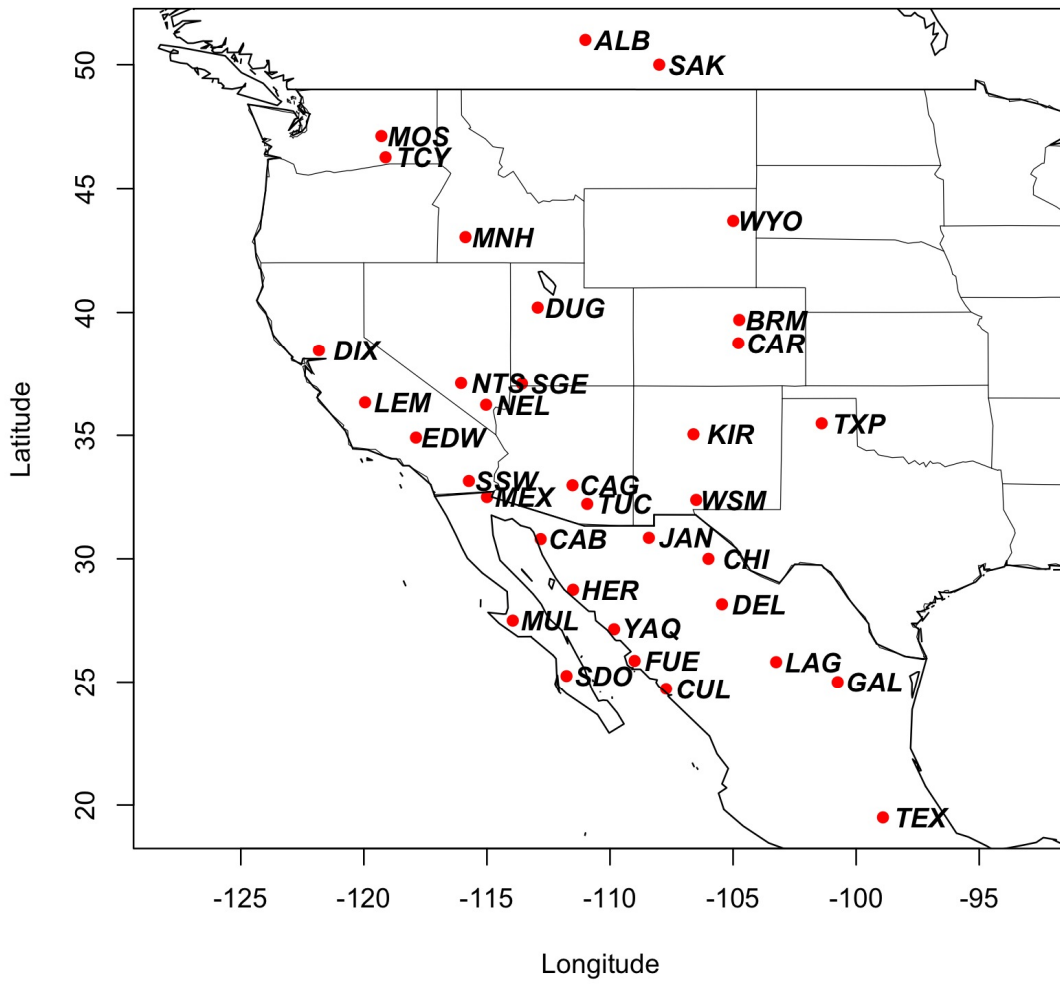 ALB
50
SAK
MOS
TCY
45
WYO
MNH
DUG
40
BRM
DIX
CAR
NTS SGE
LEM
NEL
TXP
EDW
KIR
35
Latitude
SSW
CAG
MEX
TUC
WSM
CAB
JAN
30
CHI
HER
DEL
MUL
YAQ
FUE
LAG
SDO
GAL
25
CUL
20
TEX
-125 -120 -115 -110 -105 -100 -95
Longitude